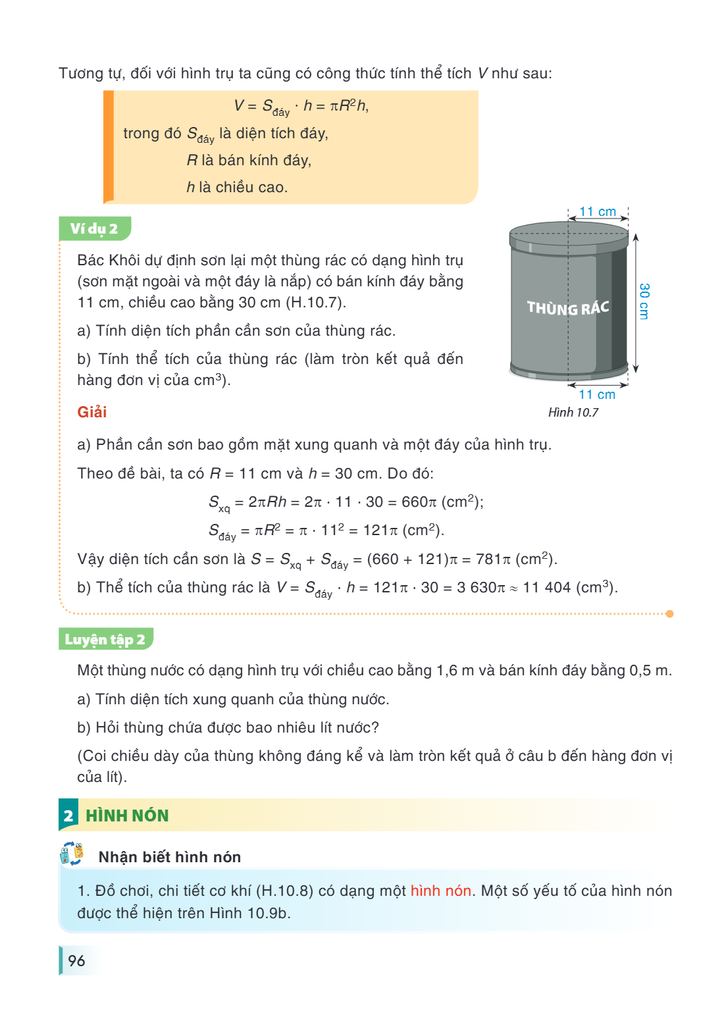 Tương tự, đối với hình trụ ta cũng có công thức tính thể tích V như sau:
V = Sđáy · h = πR²h,
trong đó Sđáy là diện tích đáy,
R là bán kính đáy,
h là chiều cao.
Ví dụ 2
Bác Khôi dự định sơn lại một thùng rác có dạng hình trụ
(sơn mặt ngoài và một đáy là nắp) có bán kính đáy bằng
11 cm, chiều cao bằng 30 cm (H.10.7).
a) Tính diện tích phần cần sơn của thùng rác.
b) Tính thể tích của thùng rác (làm tròn kết quả đến
hàng đơn vị của cm³).
11 cm
THÙNG RÁC
30 cm
11 cm
Hình 10.7
Giải
a) Phần cần sơn bao gồm mặt xung quanh và một đáy của hình trụ.
Theo đề bài, ta có R = 11 cm và h = 30 cm. Do đó:
Sxq = 2πRh = 2π · 11 · 30 = 660π (cm²);
Sđáy = πR² = π · 11² = 121π (cm²).
Vậy diện tích cần sơn là S = Sxq + Sđáy = (660 + 121)π = 781π (cm²).
b) Thể tích của thùng rác là V = Sđáy · h = 121π · 30 = 3 630π ≈ 11 404 (cm³).
Luyện tập 2
Một thùng nước có dạng hình trụ với chiều cao bằng 1,6 m và bán kính đáy bằng 0,5 m.
a) Tính diện tích xung quanh của thùng nước.
b) Hỏi thùng chứa được bao nhiêu lít nước?
(Coi chiều dày của thùng không đáng kể và làm tròn kết quả ở câu b đến hàng đơn vị
của lít).
2 HÌNH NÓN
Nhận biết hình nón
1. Đồ chơi, chi tiết cơ khí (H.10.8) có dạng một hình nón. Một số yếu tố của hình nón
được thể hiện trên Hình 10.9b.
96